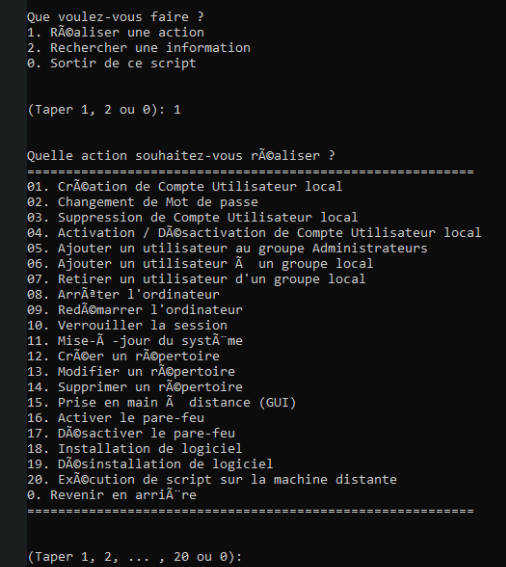 Que voulez-vous faire ?
1. RÃ©aliser une action
2. Rechercher une information
0. Sortir de ce script
(Taper 1, 2 ou 0): 1
Quelle action souhaitez-vous rÃ©aliser ?
==========================================================
01. CrÃ©ation de Compte Utilisateur local
02. Changement de Mot de passe
03. Suppression de Compte Utilisateur local
04. Activation / DÃ©sactivation de Compte Utilisateur local
05. Ajouter un utilisateur au groupe Administrateurs
06. Ajouter un utilisateur Ã  un groupe local
07. Retirer un utilisateur d'un groupe local
08. ArrÃªter l'ordinateur
09. RedÃ©marrer l'ordinateur
10. Verrouiller la session
11. Mise-Ã -jour du systÃ¨me
12. CrÃ©er un rÃ©pertoire
13. Modifier un rÃ©pertoire
14. Supprimer un rÃ©pertoire
15. Prise en main Ã  distance (GUI)
16. Activer le pare-feu
17. DÃ©sactiver le pare-feu
18. Installation de logiciel
19. DÃ©sinstallation de logiciel
20. ExÃ©cution de script sur la machine distante
0. Revenir en arriÃ¨re
==========================================================
(Taper 1, 2, ... , 20 ou 0):